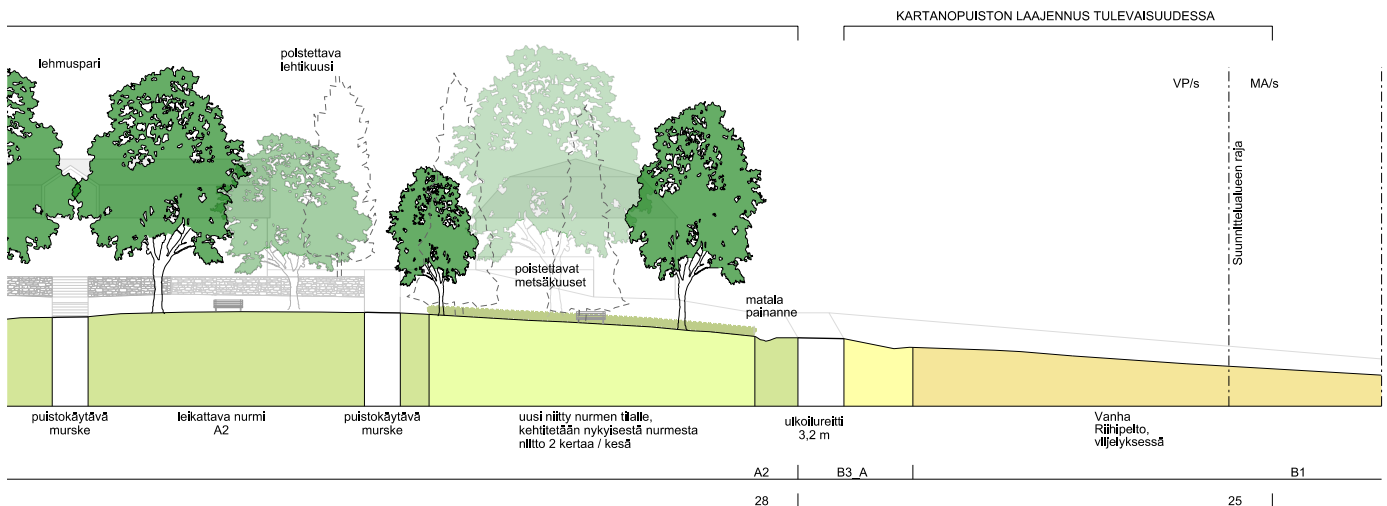 KARTANOPUISTON LAAJENNUS TULEVAISUUDESSA
lehmuspari
poistettava
lehtikuusi
VP/s
MA/s
Suunnittelualueen raja
poistettavat
metsäkuuset
matala
painanne
puistokäytävä
murske
leikattava nurmi
A2
puistokäytävä
murske
uusi niitty nurmen tilalle,
kehtitetään nykyisestä nurmesta
niitto 2 kertaa / kesä
ulkoilureitti
3,2 m
Vanha
Riihipelto,
viljelyksessä
A2
B3_A
B1
28
25